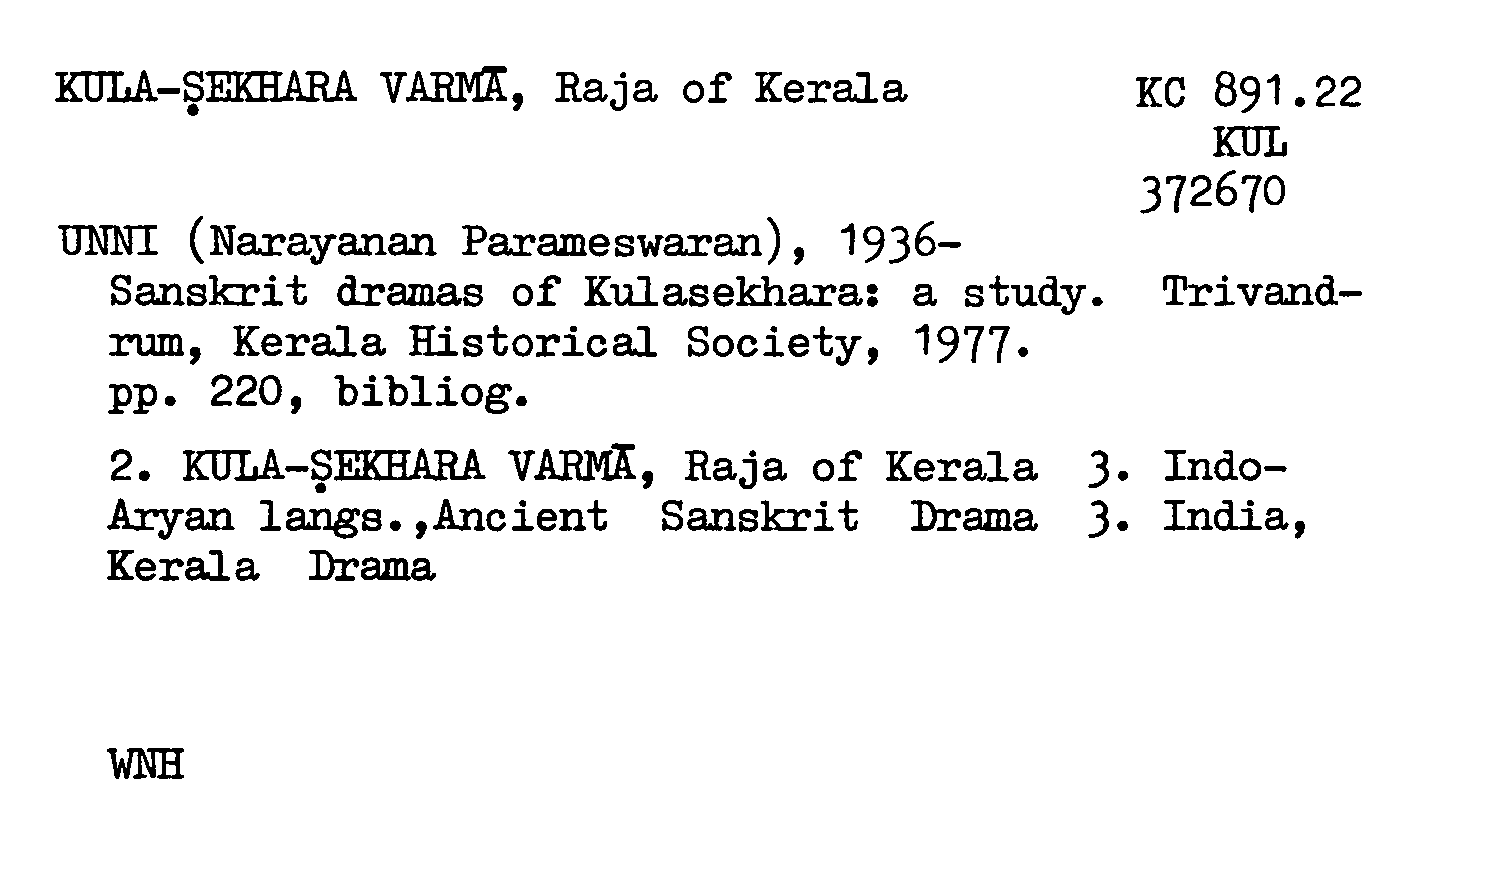 KULA-ṢEKHARA VARMĀ, Raja of Kerala KC 891.22
KUL
372670
UNNI (Narayanan Parameswaran), 1936-
Sanskrit dramas of Kulasekhara: a study. Trivand-
rum, Kerala Historical Society, 1977.
pp. 220, bibliog.
2. KULA-ṢEKHARA VARMĀ, Raja of Kerala 3. Indo-
Aryan langs.,Ancient Sanskrit Drama 3. India,
Kerala Drama
WNH